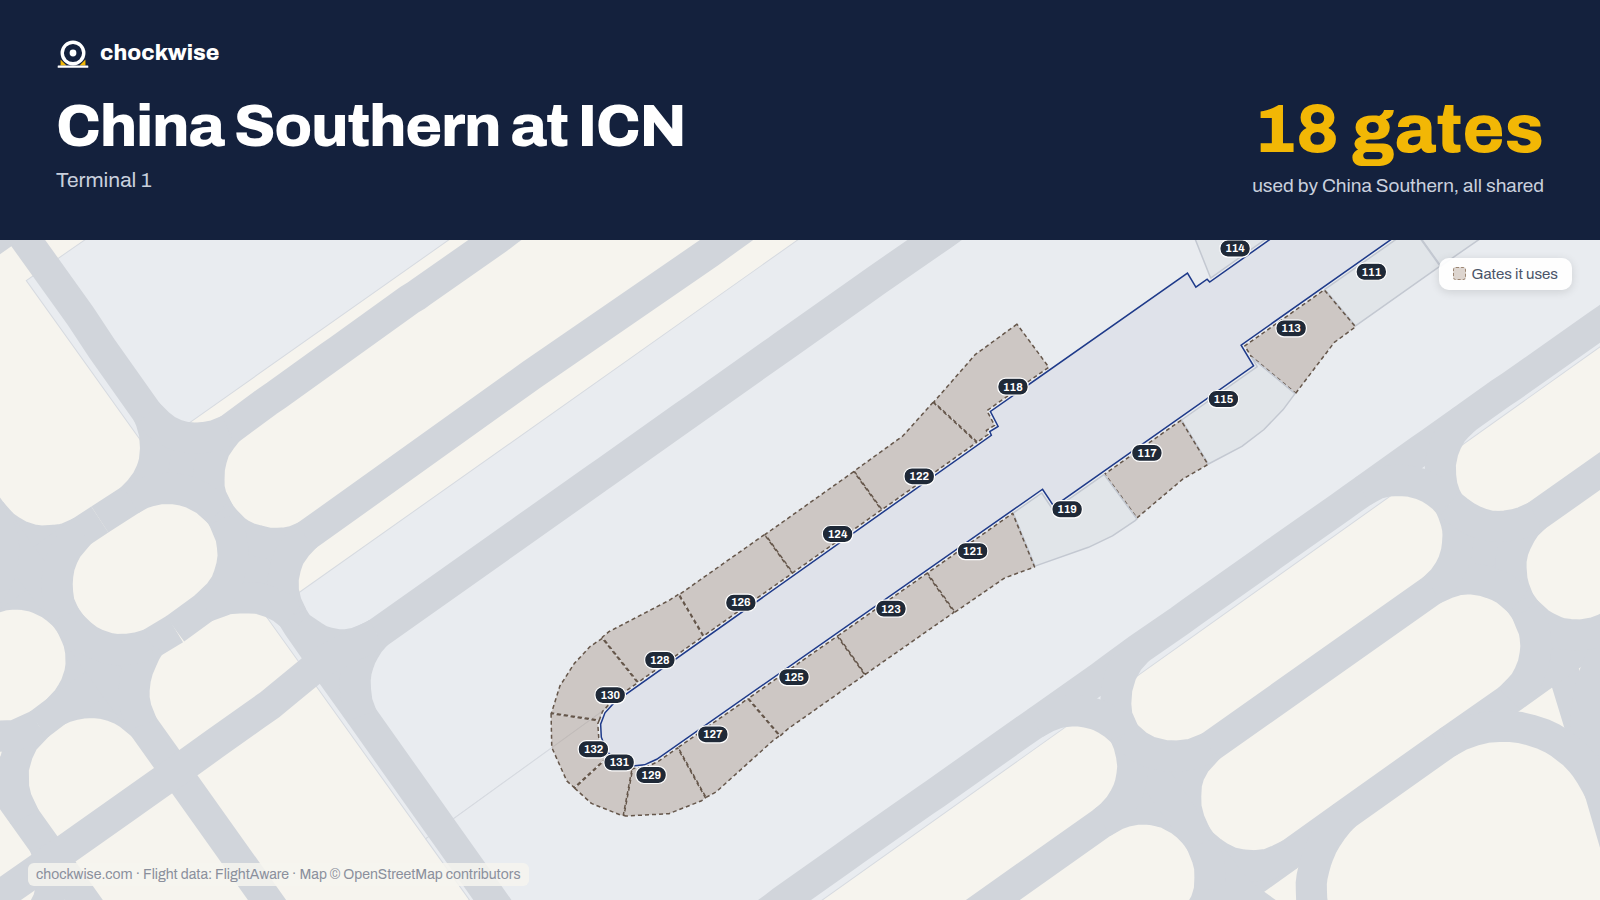 chockwise
China Southern at ICN
Terminal 1
18 gates
used by China Southern, all shared
Gates it uses
114
111
113
118
115
117
122
119
124
121
126
123
128
125
130
127
132
131
129
chockwise.com · Flight data: FlightAware · Map © OpenStreetMap contributors